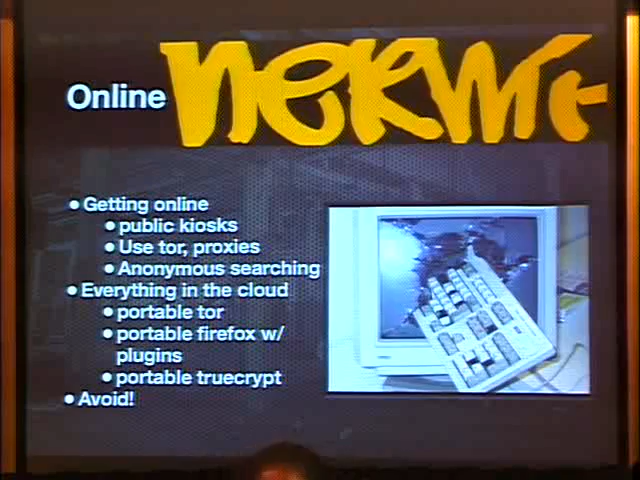 Online
• Getting online
• public kiosks
• Use tor, proxies
• Anonymous searching
• Everything in the cloud
• portable tor
• portable firefox w/
plugins
• portable truecrypt
• Avoid!